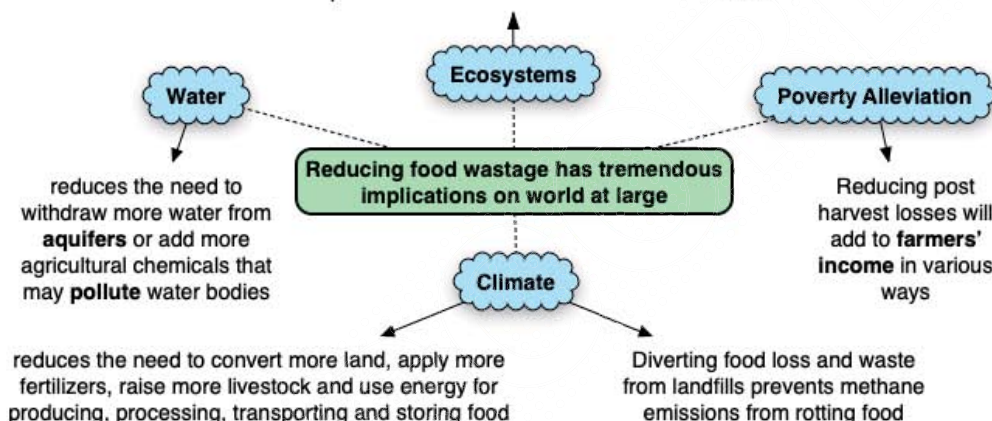 Ecosystems
Water
Poverty Alleviation
Reducing food wastage has tremendous
implications on world at large
reduces the need to
withdraw more water from
aquifers or add more
agricultural chemicals that
may pollute water bodies
Reducing post
harvest losses will
add to farmers'
income in various
ways
Climate
reduces the need to convert more land, apply more
fertilizers, raise more livestock and use energy for
producing, processing, transporting and storing food
Diverting food loss and waste
from landfills prevents methane
emissions from rotting food